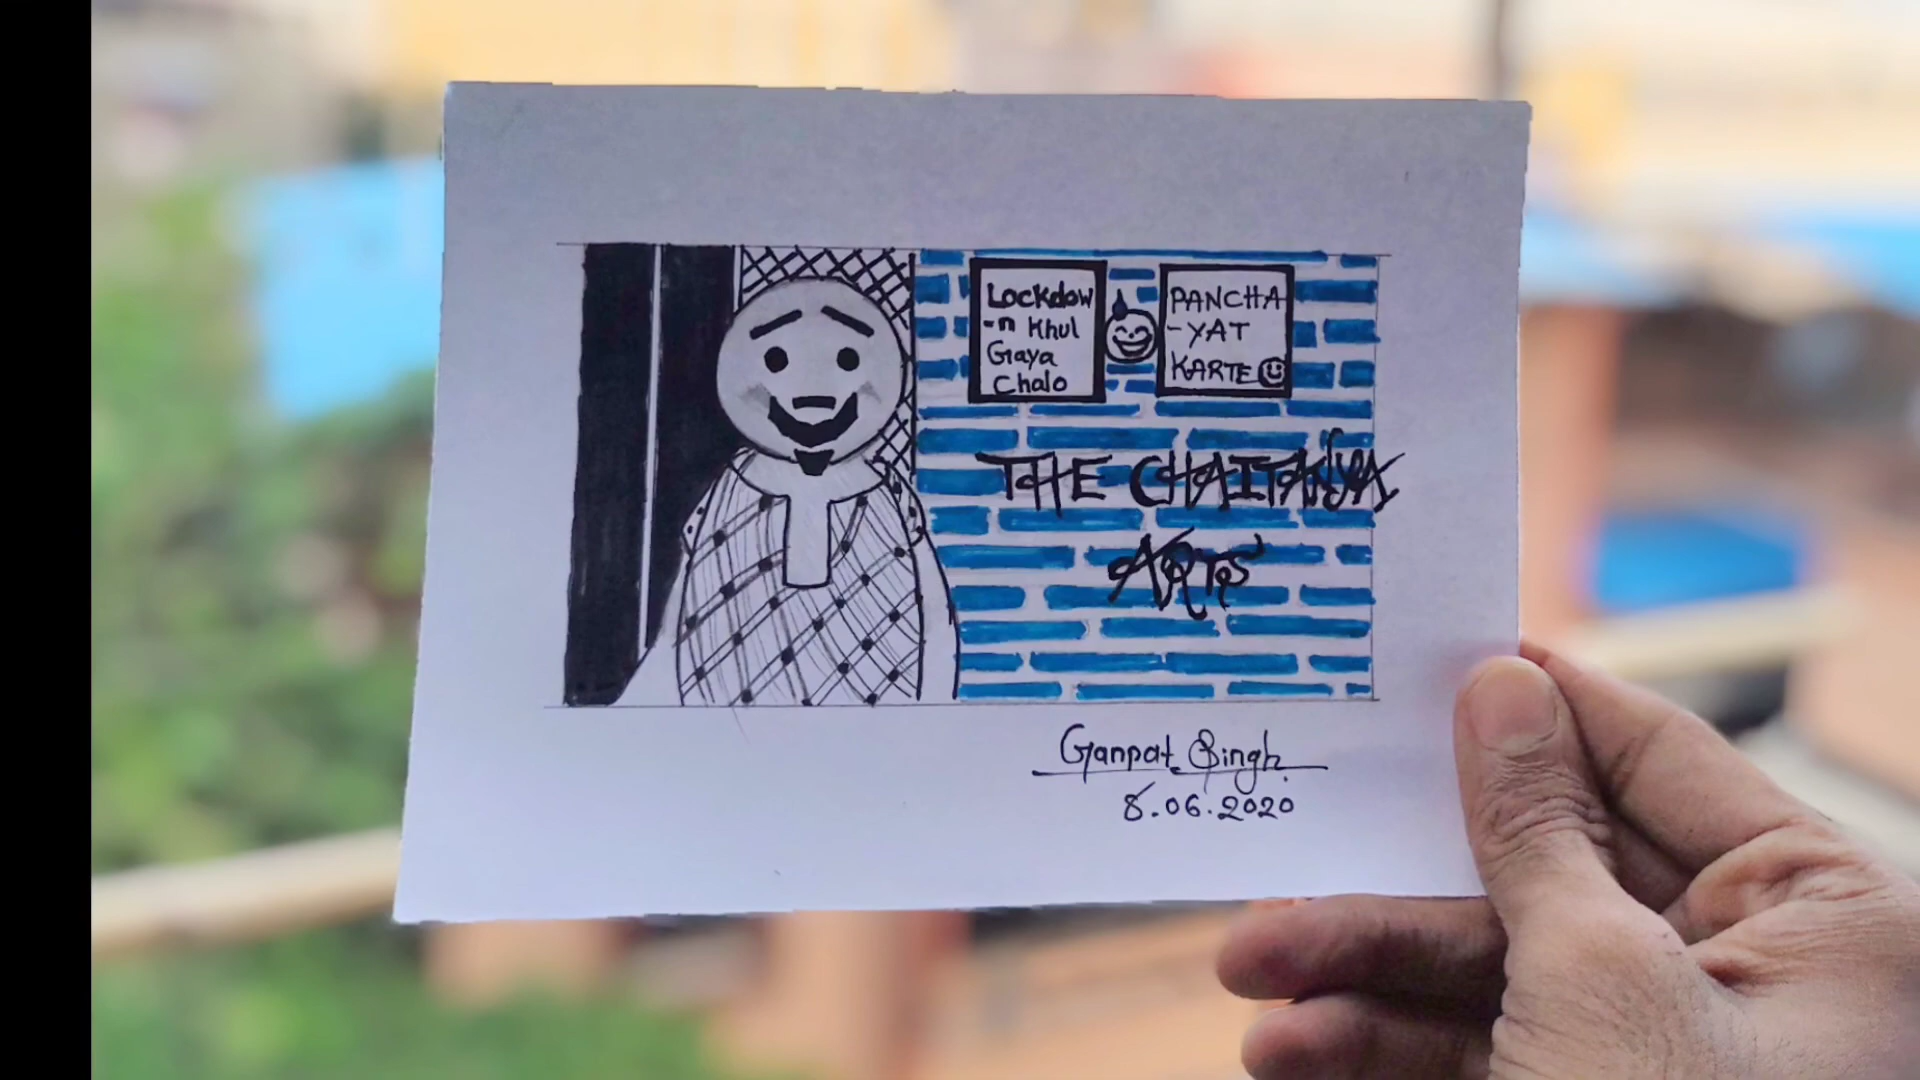 Lockdow
-n Khul
Gaya
Chalo
PANCHA
-YAT
KARTE
THE CHAITANYA
ARTS
Ganpat Singh.
8.06.2020